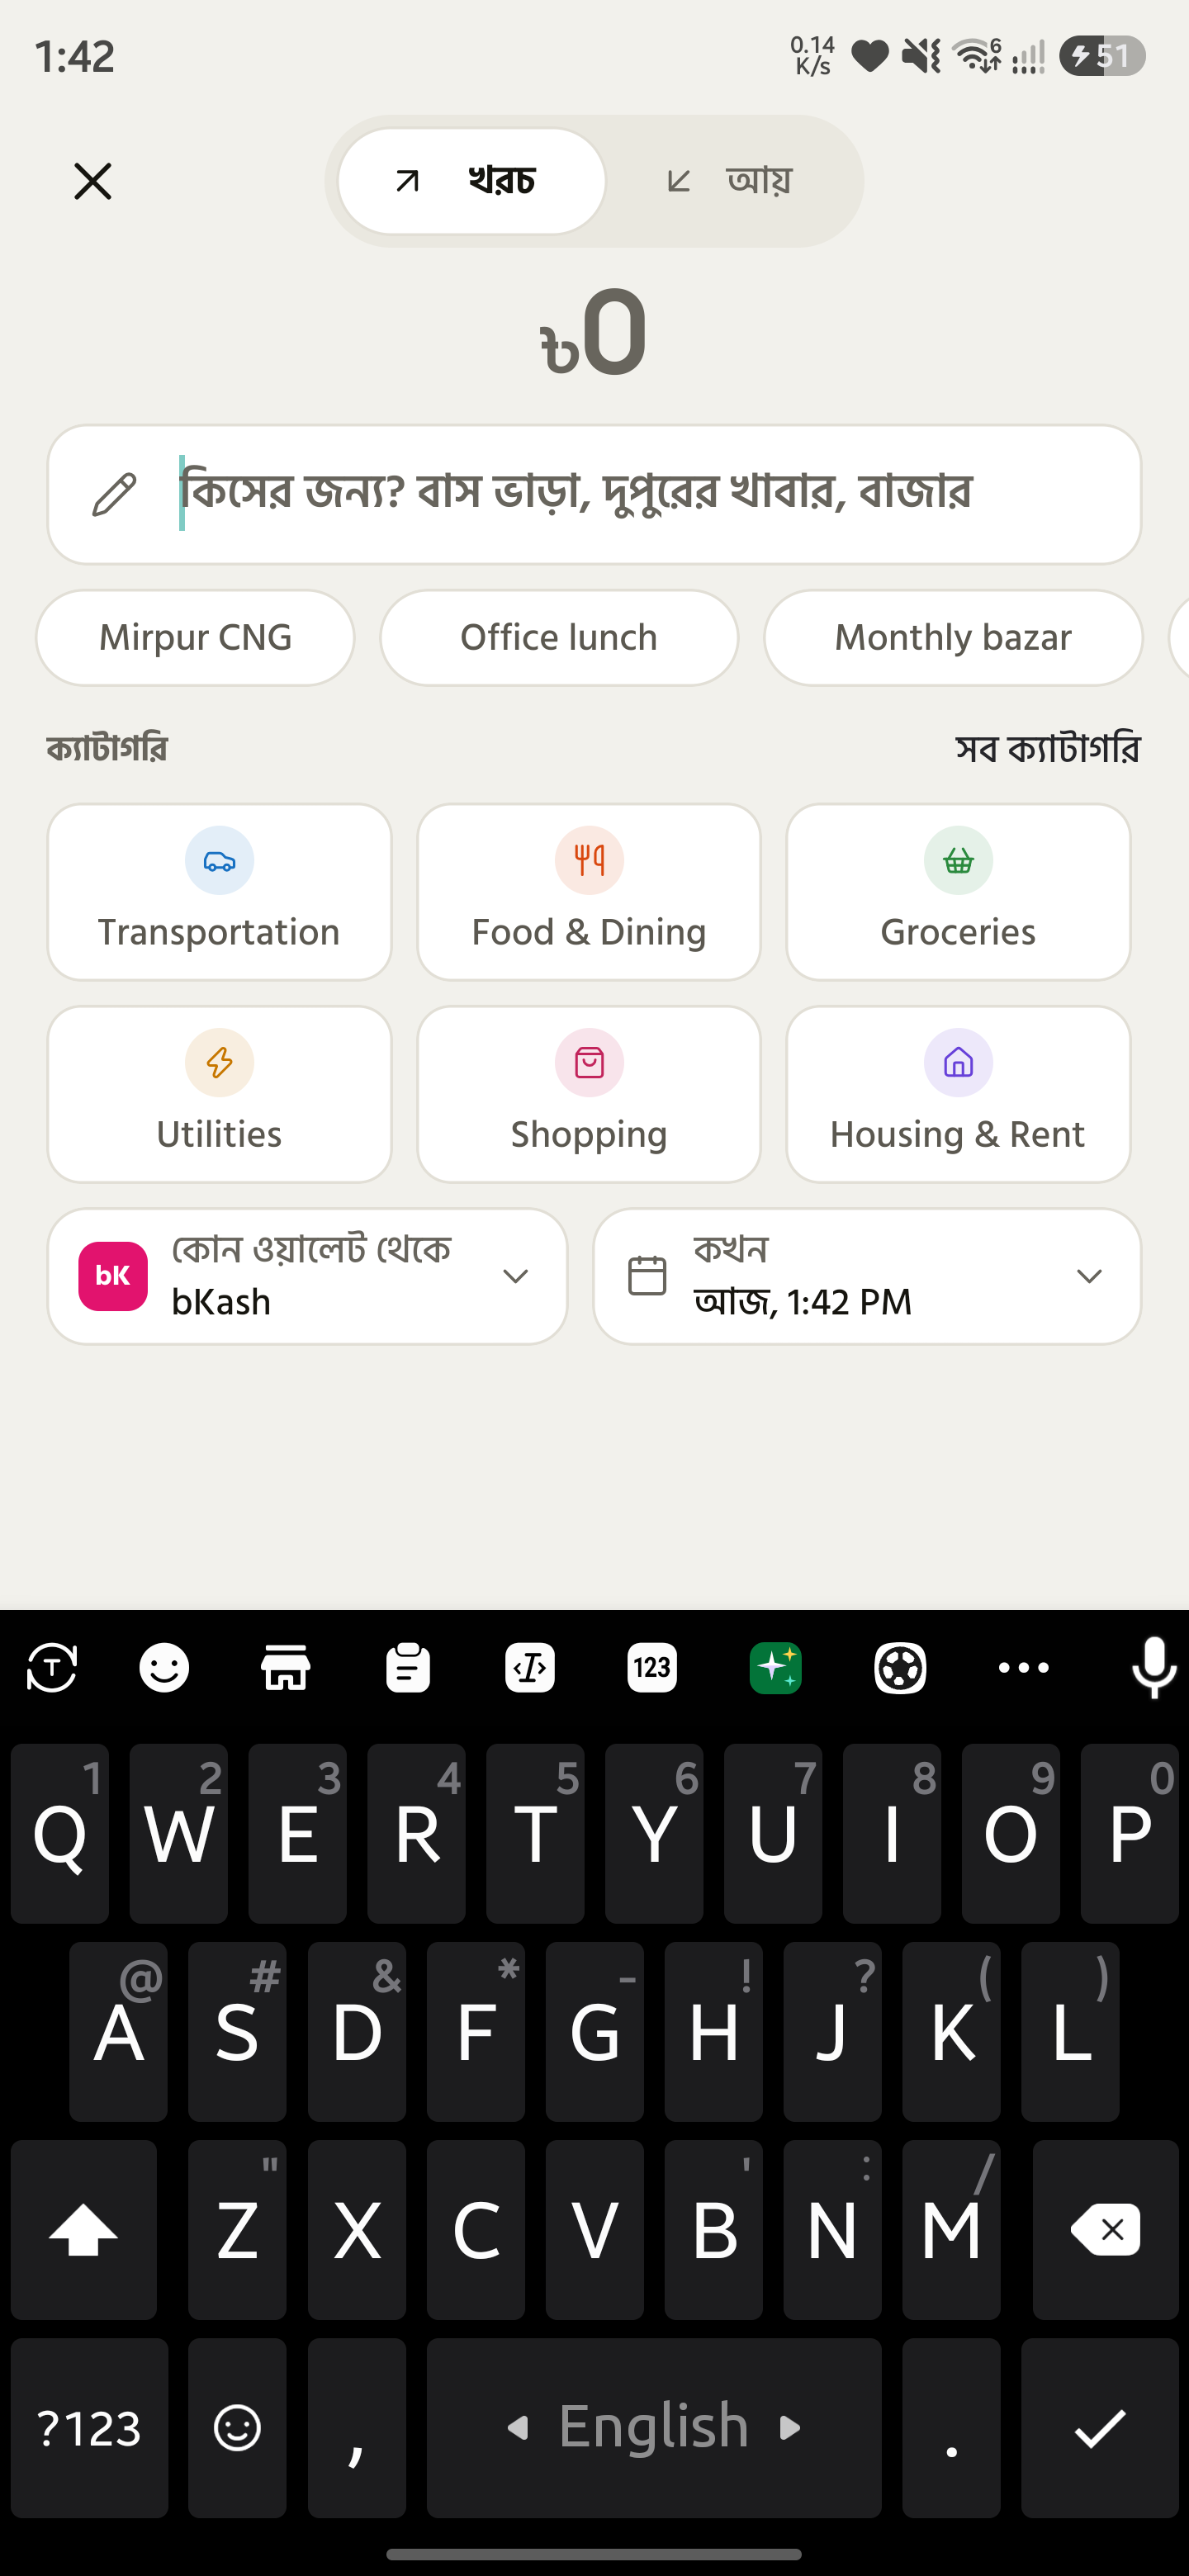 1:42
0.14
K/s
6
51
খরচ
আয়
৳0
কিসের জন্য? বাস ভাড়া, দুপুরের খাবার, বাজার
Mirpur CNG
Office lunch
Monthly bazar
ক্যাটাগরি
সব ক্যাটাগরি
Transportation
Food & Dining
Groceries
Utilities
Shopping
Housing & Rent
bK
কোন ওয়ালেট থেকে
bKash
কখন
আজ, 1:42 PM
T
123
1 2 3 4 5 6 7 8 9 0
Q W E R T Y U I O P
@ # & * - ! ? ( )
A S D F G H J K L
" ' : /
Z X C V B N M
?123 , English .